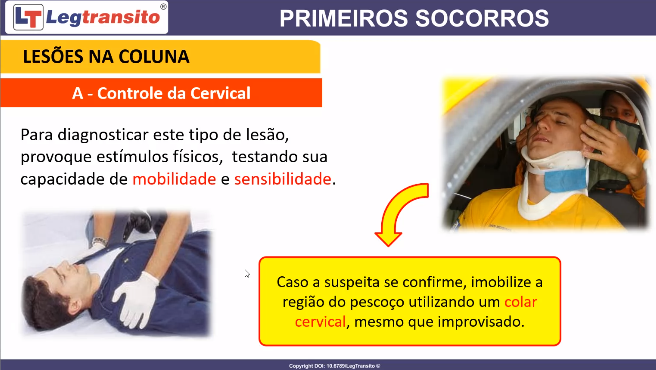 LT Legtransito®
PRIMEIROS SOCORROS
LESÕES NA COLUNA
A - Controle da Cervical
Para diagnosticar este tipo de lesão,
provoque estímulos físicos, testando sua
capacidade de mobilidade e sensibilidade.
Caso a suspeita se confirme, imobilize a
região do pescoço utilizando um colar
cervical, mesmo que improvisado.
Copyright DOI: 10.6789/LegTransito ©